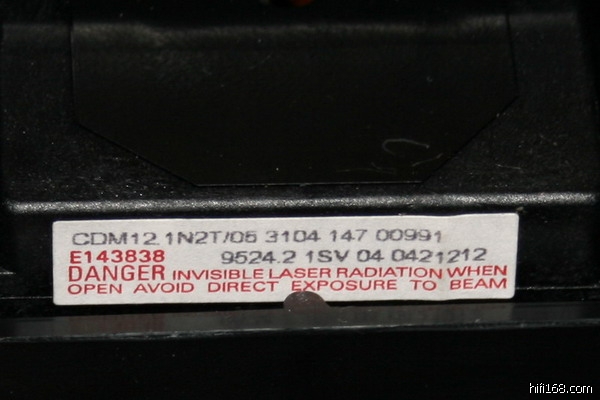 CDM12.1N2T/05 3104 147 00991
E143838 9524.2 1SV 04 0421212
DANGER INVISIBLE LASER RADIATION WHEN
OPEN AVOID DIRECT EXPOSURE TO BEAM
hifi168.com